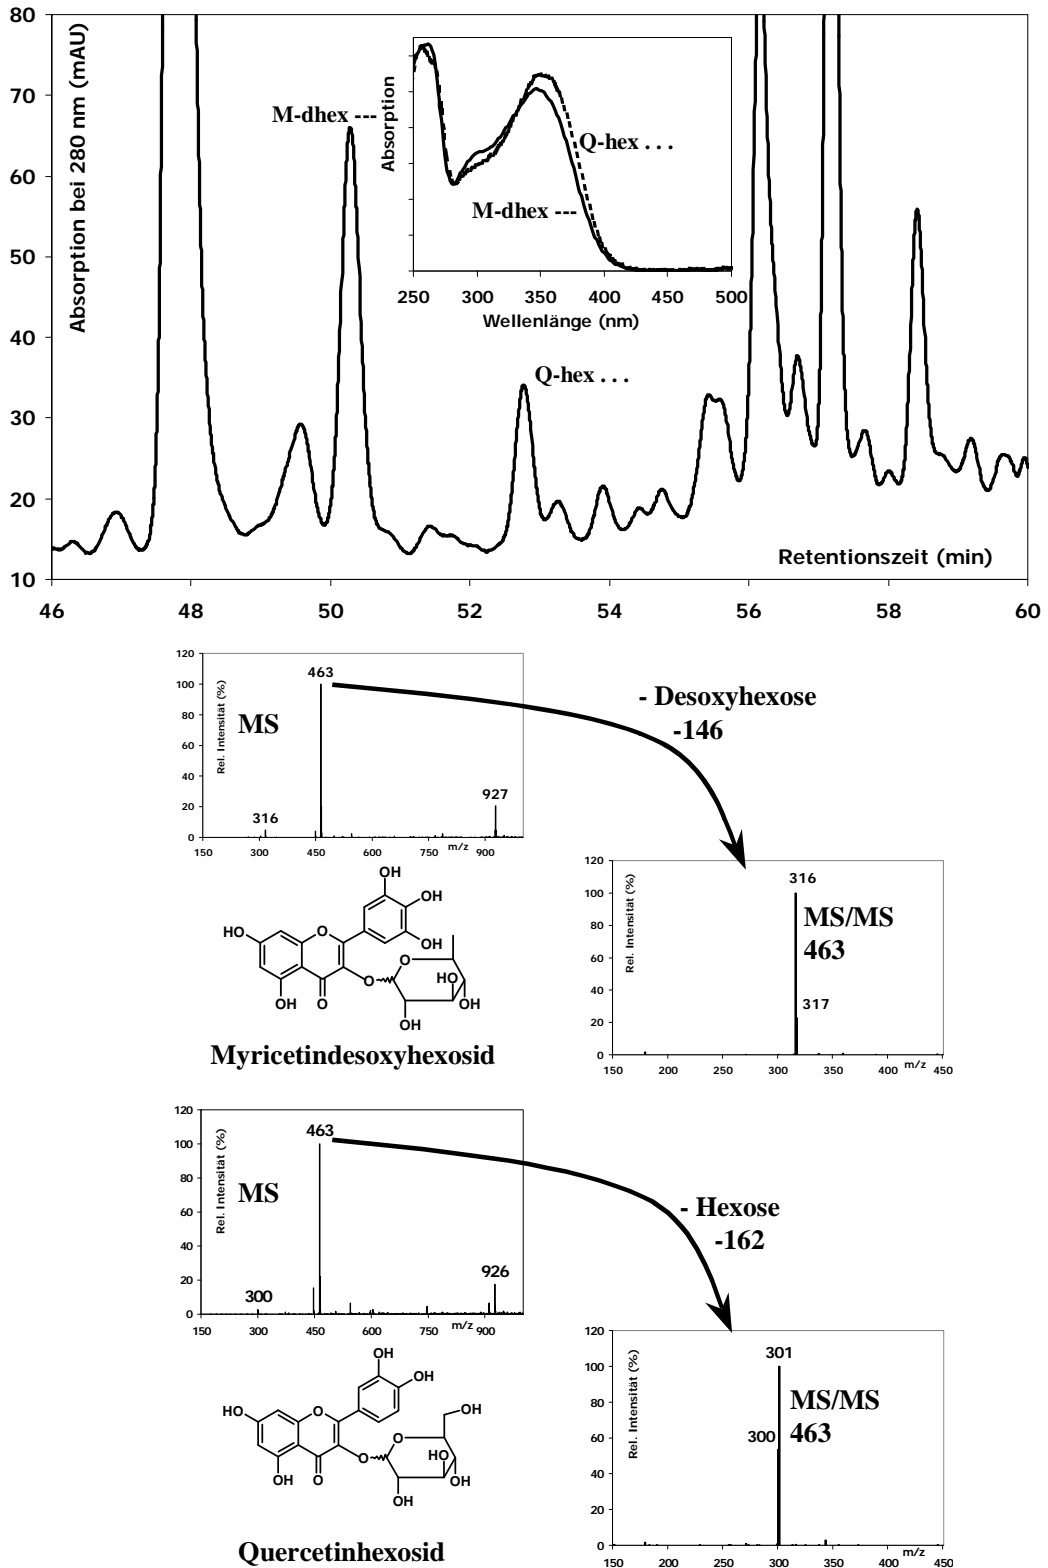 80
70
60
50
40
30
20
10
Absorption bei 280 nm (mAU)
M-dhex ---
Absorption
Q-hex . . .
M-dhex ---
250 300 350 400 450 500
Wellenlänge (nm)
Q-hex . . .
Retentionszeit (min)
46 48 50 52 54 56 58 60
120
100
80
60
40
20
0
Rel. Intensität (%)
MS
463
316
927
150 300 450 600 750 m/z 900
- Desoxyhexose
-146
OH
OH
HO
OH
O
O
HO
O
OH
O
OH
OH
Myricetindesoxyhexosid
120
100
80
60
40
20
0
Rel. Intensität (%)
316
MS/MS
463
317
150 200 250 300 350 400 m/z 450
120
100
80
60
40
20
0
Rel. Intensität (%)
463
MS
300
926
150 300 450 600 750 m/z 900
- Hexose
-162
OH
OH
HO
O
OH
O
HO
O
OH
O
OH
OH
Quercetinhexosid
120
100
80
60
40
20
0
Rel. Intensität (%)
301
MS/MS
463
300
150 200 250 300 350 400 m/z 450